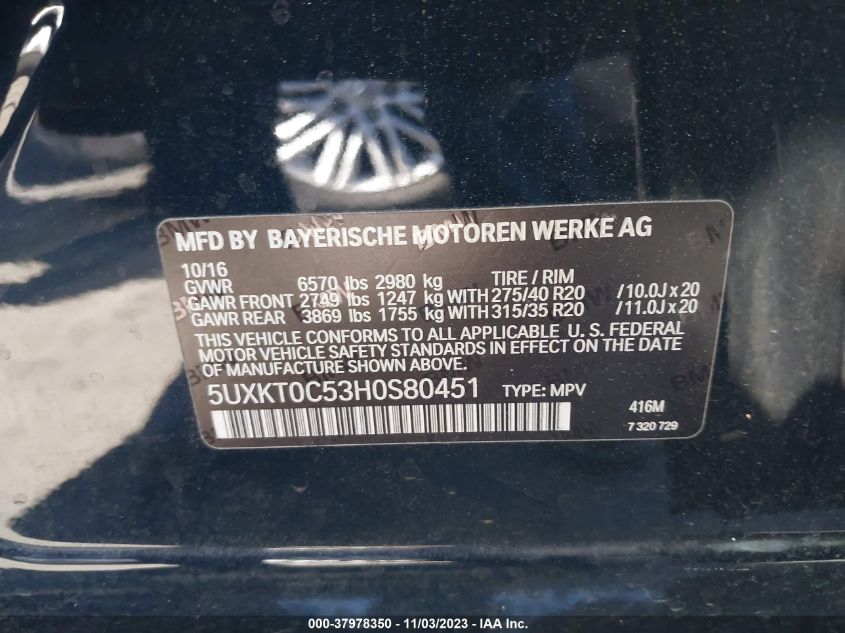 MFD BY BAYERISCHE MOTOREN WERKE AG
10/16
GVWR 6570 lbs 2980 kg TIRE / RIM
GAWR FRONT 2749 lbs 1247 kg WITH 275/40 R20 /10.0J x 20
GAWR REAR 3869 lbs 1755 kg WITH 315/35 R20 /11.0J x 20
THIS VEHICLE CONFORMS TO ALL APPLICABLE U. S. FEDERAL
MOTOR VEHICLE SAFETY STANDARDS IN EFFECT ON THE DATE
OF MANUFACTURE SHOWN ABOVE.
5UXKT0C53H0S80451 TYPE: MPV
416M
7 320 729
000-37978350 | 11/03/2023 - © IAA Inc.